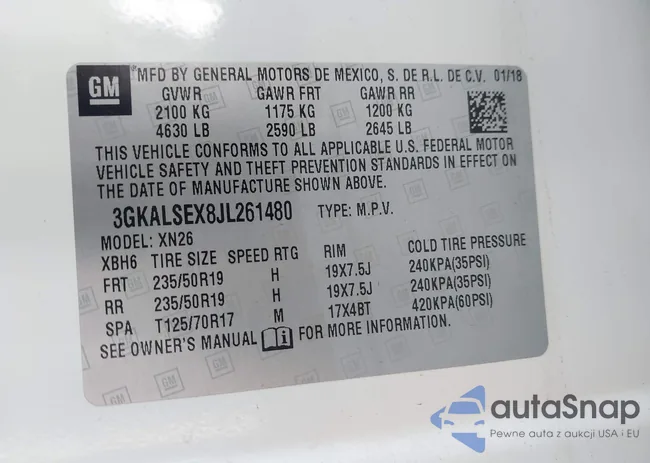 GM
MFD BY GENERAL MOTORS DE MEXICO, S. DE R.L. DE C.V. 01/18
GVWR GAWR FRT GAWR RR
2100 KG 1175 KG 1200 KG
4630 LB 2590 LB 2645 LB
THIS VEHICLE CONFORMS TO ALL APPLICABLE U.S. FEDERAL MOTOR
VEHICLE SAFETY AND THEFT PREVENTION STANDARDS IN EFFECT ON
THE DATE OF MANUFACTURE SHOWN ABOVE.
3GKALSEX8JL261480 TYPE: M.P.V.
MODEL: XN26
XBH6 TIRE SIZE SPEED RTG RIM COLD TIRE PRESSURE
FRT 235/50R19 H 19X7.5J 240KPA(35PSI)
RR 235/50R19 H 19X7.5J 240KPA(35PSI)
SPA T125/70R17 M 17X4BT 420KPA(60PSI)
SEE OWNER'S MANUAL FOR MORE INFORMATION.
autaSnap
Pewne auta z aukcji USA i EU